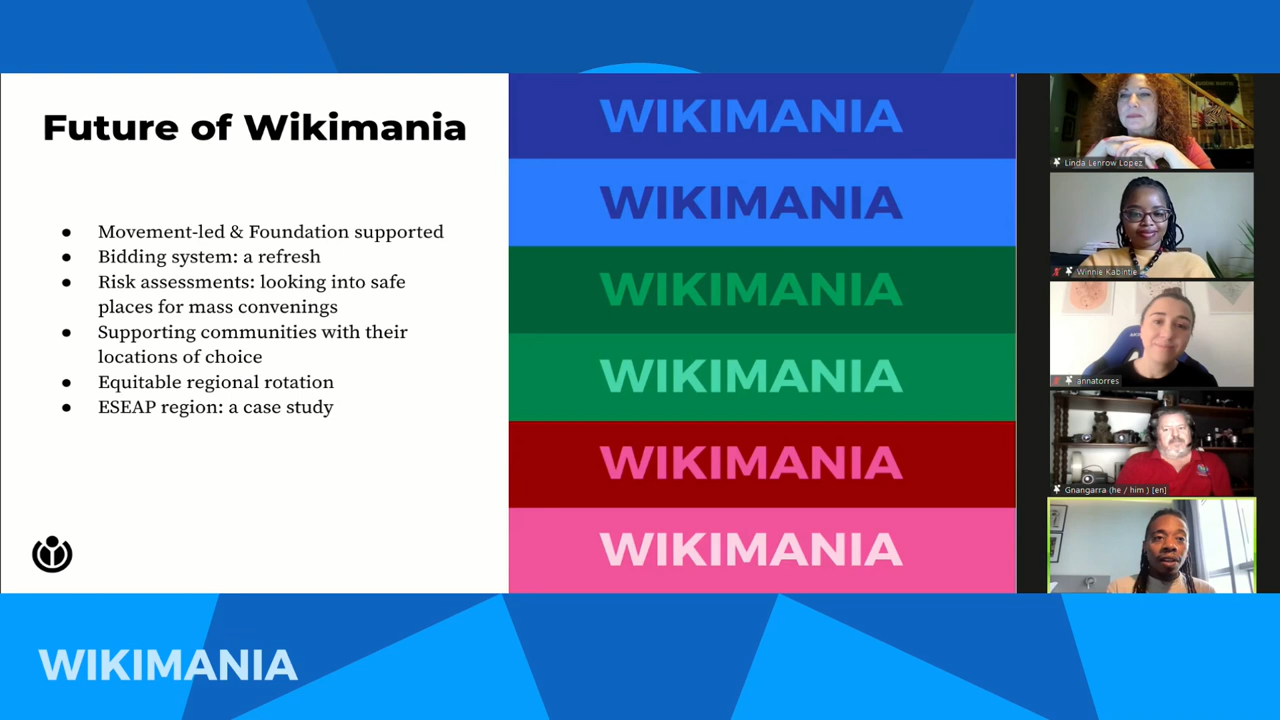 Future of Wikimania
● Movement-led & Foundation supported
● Bidding system: a refresh
● Risk assessments: looking into safe
places for mass convenings
● Supporting communities with their
locations of choice
● Equitable regional rotation
● ESEAP region: a case study
WIKIMANIA
WIKIMANIA
WIKIMANIA
WIKIMANIA
WIKIMANIA
WIKIMANIA
Linda Lenrow Lopez
Winnie Kabintie
annatorres
Gnangarra (he / him ) [en]
WIKIMANIA